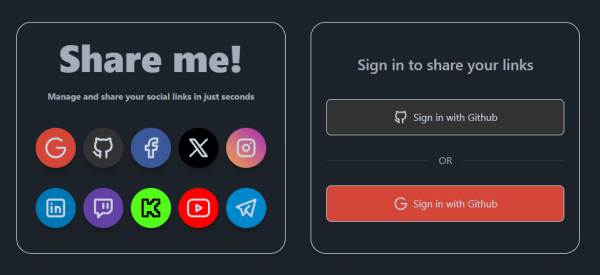 Share me!
Manage and share your social links in just seconds
Sign in to share your links
Sign in with Github
OR
Sign in with Github